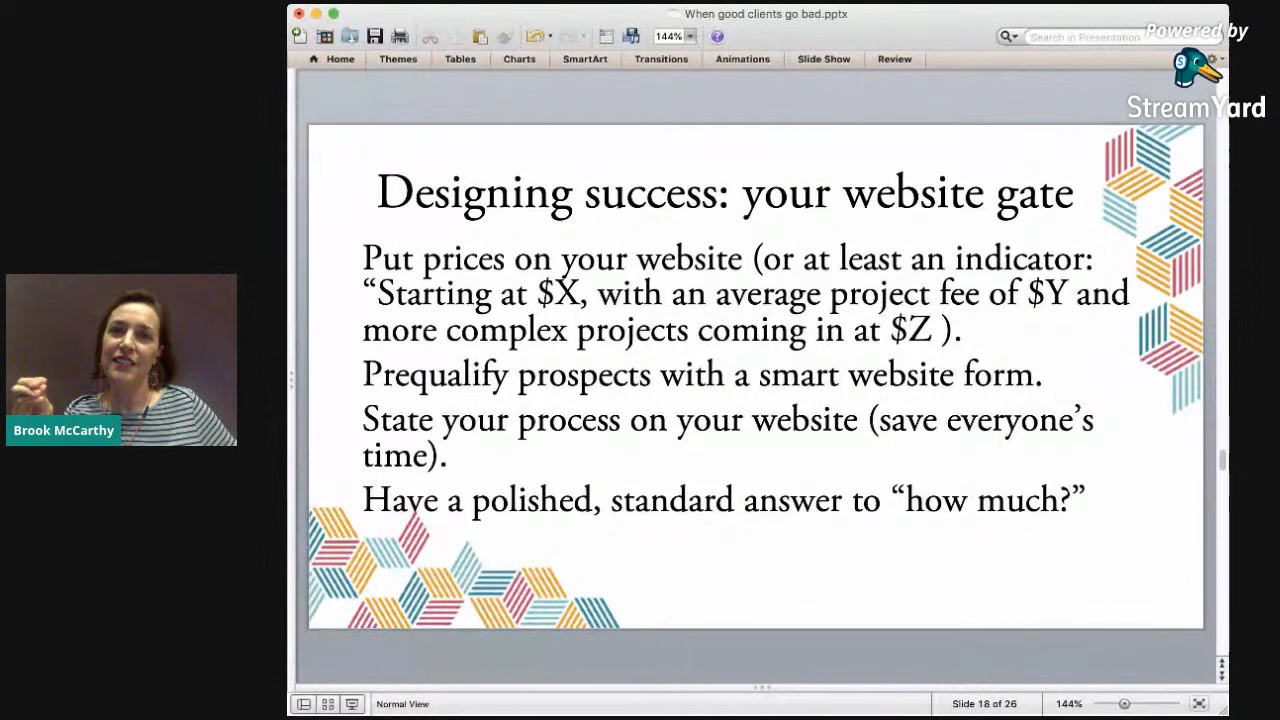 When good clients go bad.pptx
Powered by
144%
Search in Presentation
StreamYard
Home Themes Tables Charts SmartArt Transitions Animations Slide Show Review
Designing success: your website gate
Put prices on your website (or at least an indicator:
“Starting at $X, with an average project fee of $Y and
more complex projects coming in at $Z ).
Prequalify prospects with a smart website form.
State your process on your website (save everyone’s
time).
Have a polished, standard answer to “how much?”
Brook McCarthy
Normal View
Slide 18 of 26
144%